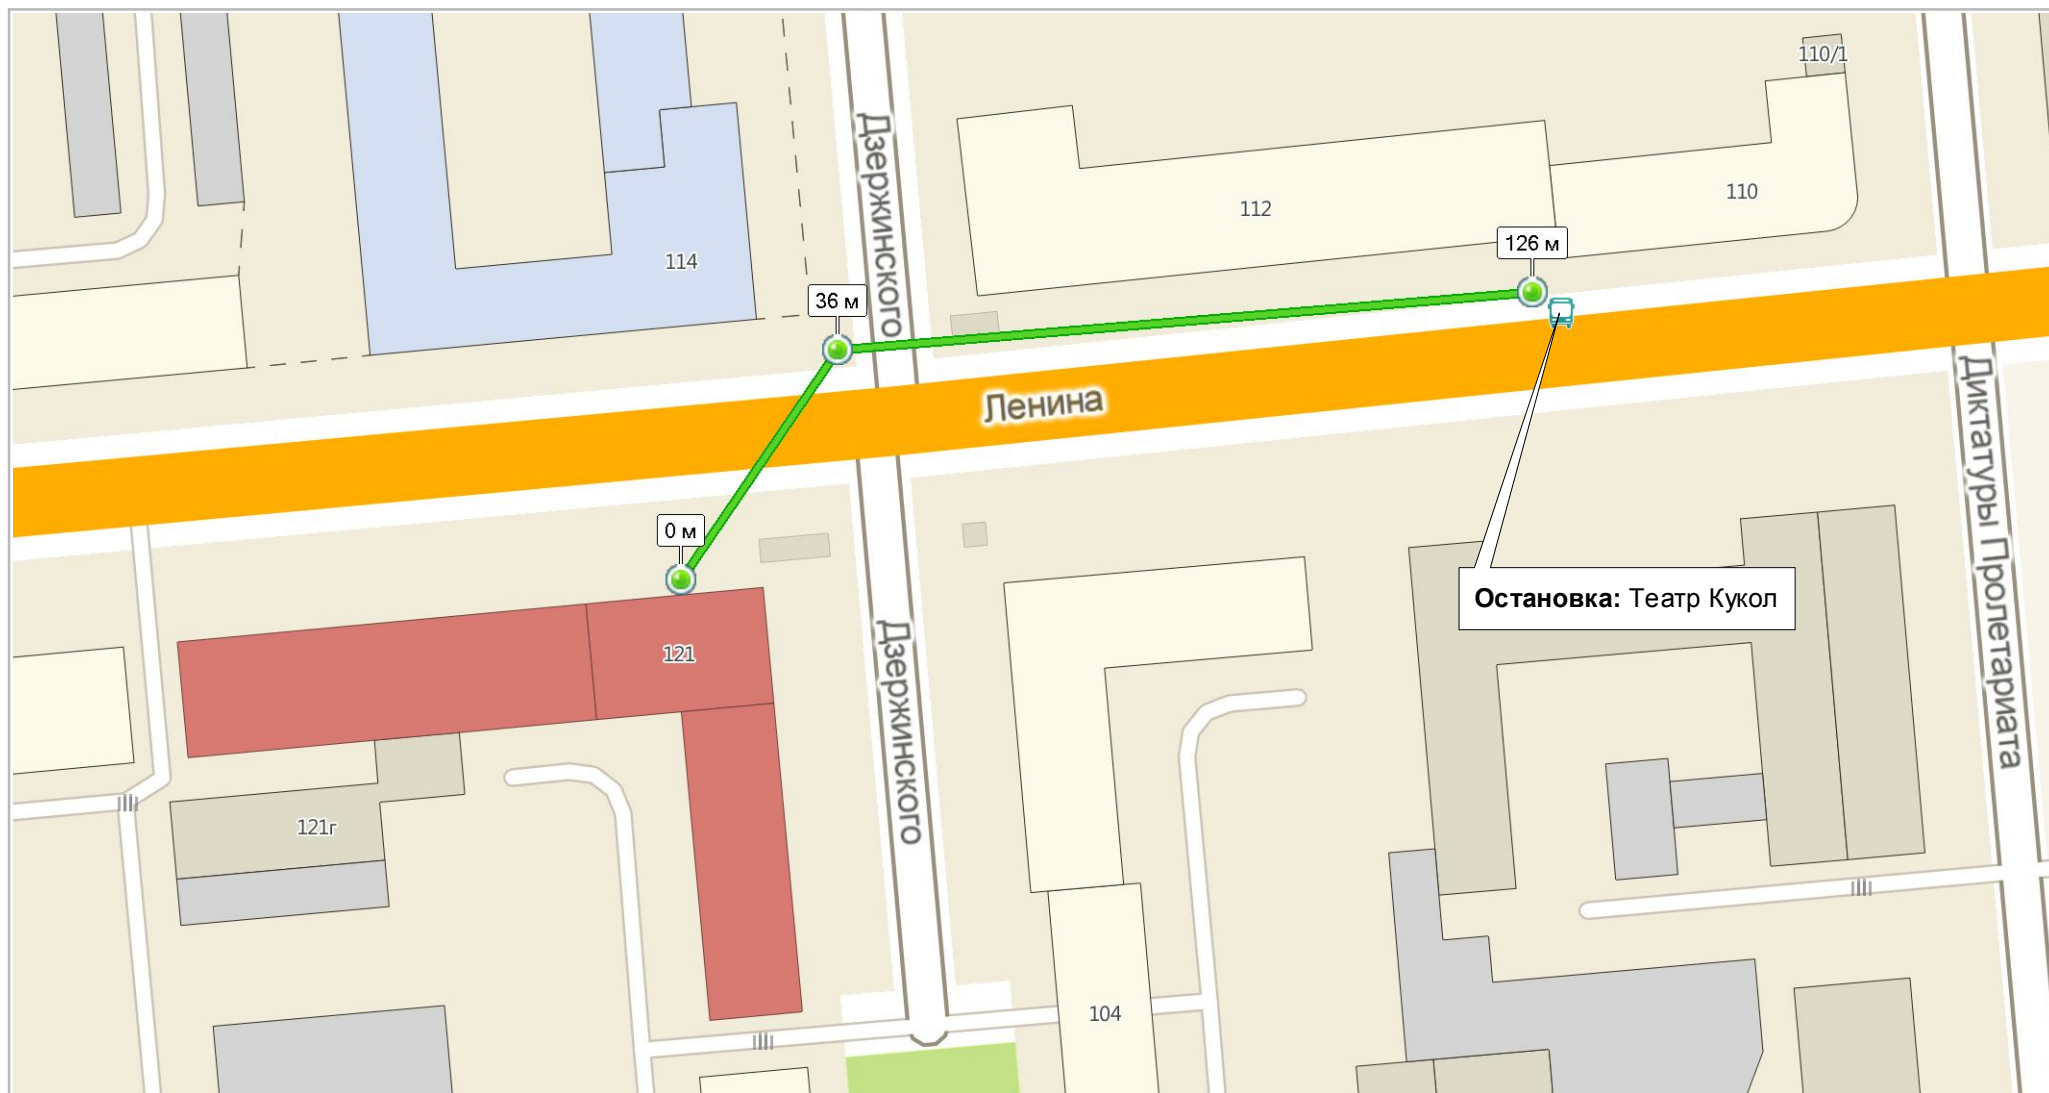 110/1
Дзержинского
112
110
126 м
114
36 м
Ленина
Диктатуры Пролетариата
0 м
Остановка: Театр Кукол
121
Дзержинского
121г
104